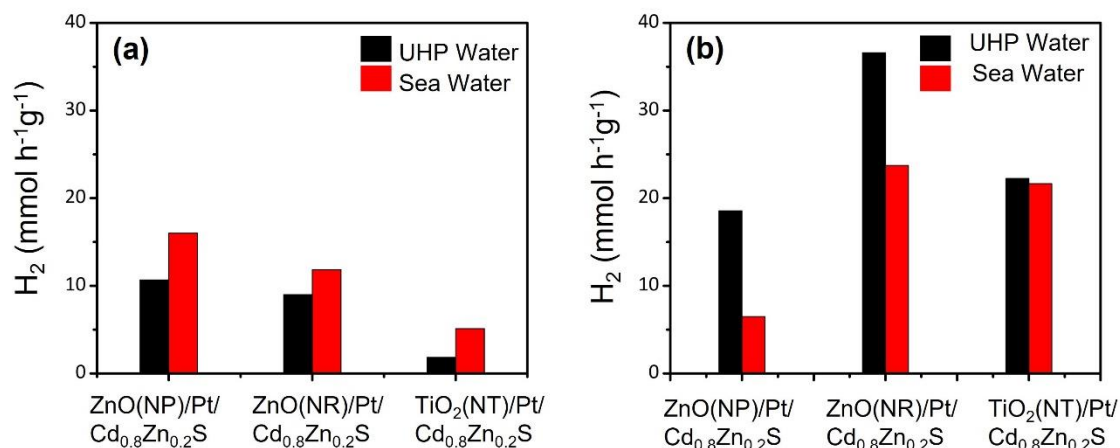 (a)
UHP Water
Sea Water
H₂ (mmol h⁻¹g⁻¹)
40
30
20
10
0
ZnO(NP)/Pt/
Cd₀.₈Zn₀.₂S
ZnO(NR)/Pt/
Cd₀.₈Zn₀.₂S
TiO₂(NT)/Pt/
Cd₀.₈Zn₀.₂S
(b)
UHP Water
Sea Water
H₂ (mmol h⁻¹g⁻¹)
40
30
20
10
0
ZnO(NP)/Pt/
Cd₀.₈Zn₀.₂S
ZnO(NR)/Pt/
Cd₀.₈Zn₀.₂S
TiO₂(NT)/Pt/
Cd₀.₈Zn₀.₂S